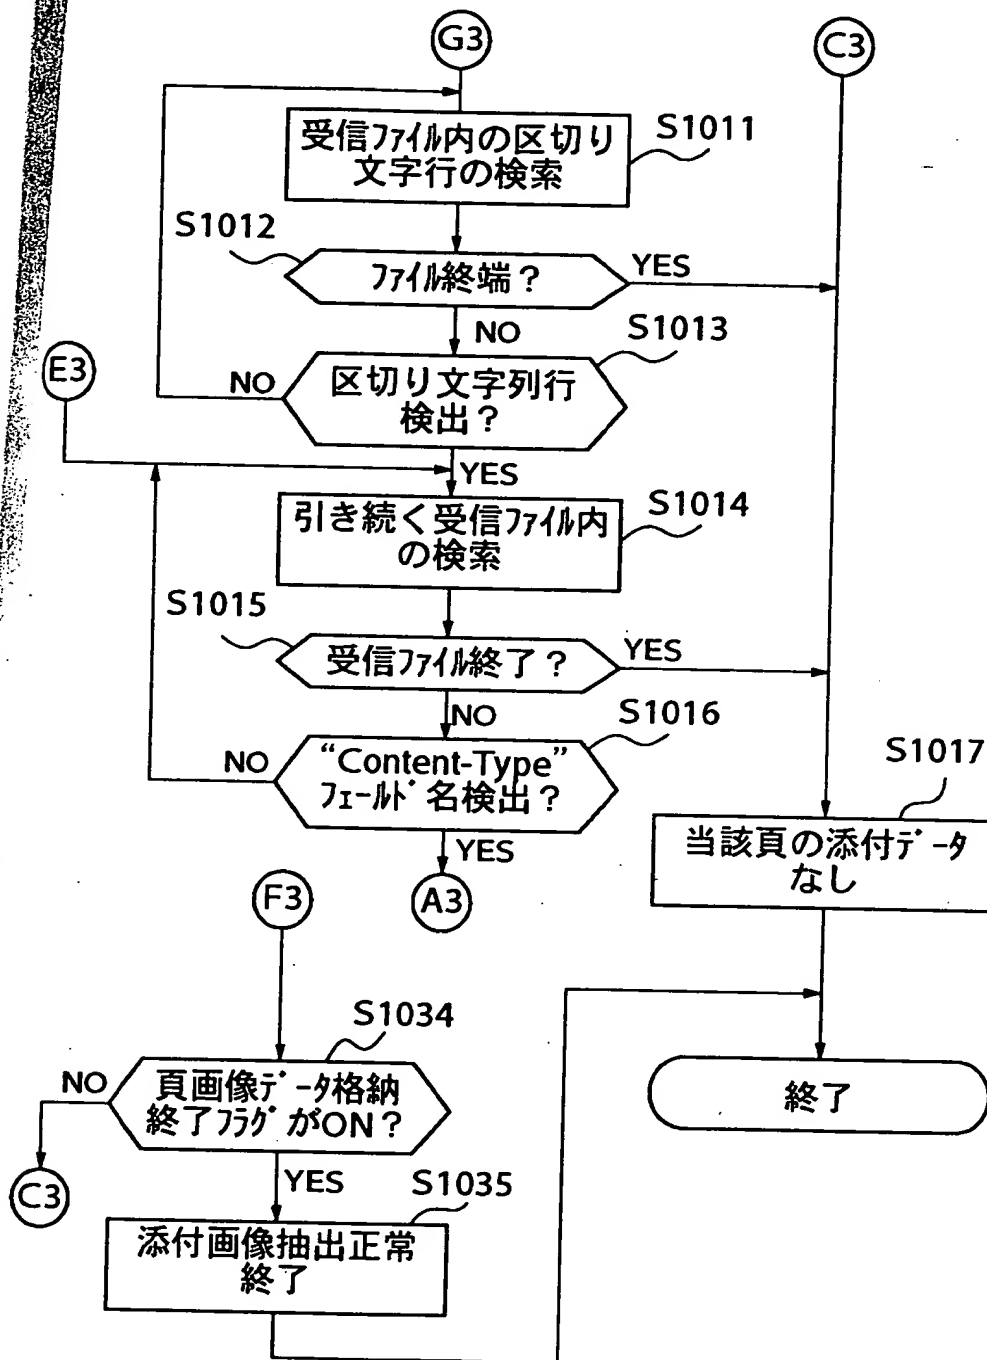 G3
C3
受信ファイル内の区切り
文字行の検索
S1011
S1012
ファイル終端？
YES
NO
S1013
E3
NO
区切り文字列行
検出？
YES
引き続く受信ファイル内
の検索
S1014
S1015
受信ファイル終了？
YES
NO
S1016
NO
“Content-Type”
フェールド名検出？
YES
S1017
当該頁の添付データ
なし
F3
A3
S1034
NO
頁画像データ格納
終了フラグがON？
終了
C3
YES
S1035
添付画像抽出正常
終了